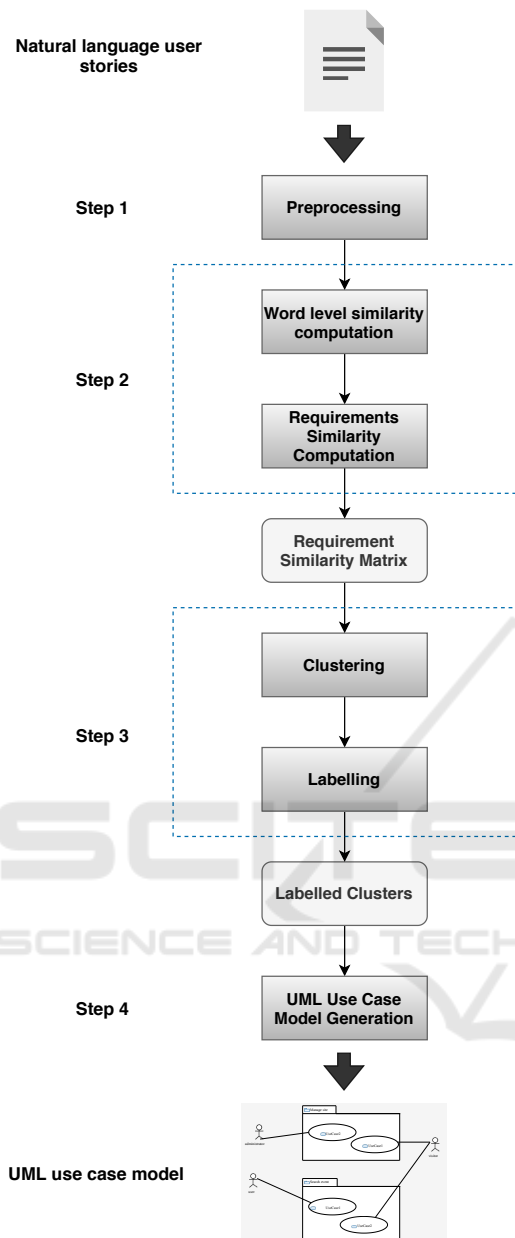 Natural language user
stories
Step 1
Preprocessing
Word level similarity
computation
Step 2
Requirements
Similarity
Computation
Requirement
Similarity Matrix
Clustering
Step 3
Labelling
SCITE
Labelled Clusters
SCIENCE AND TECH
Step 4
UML Use Case
Model Generation
UML use case model